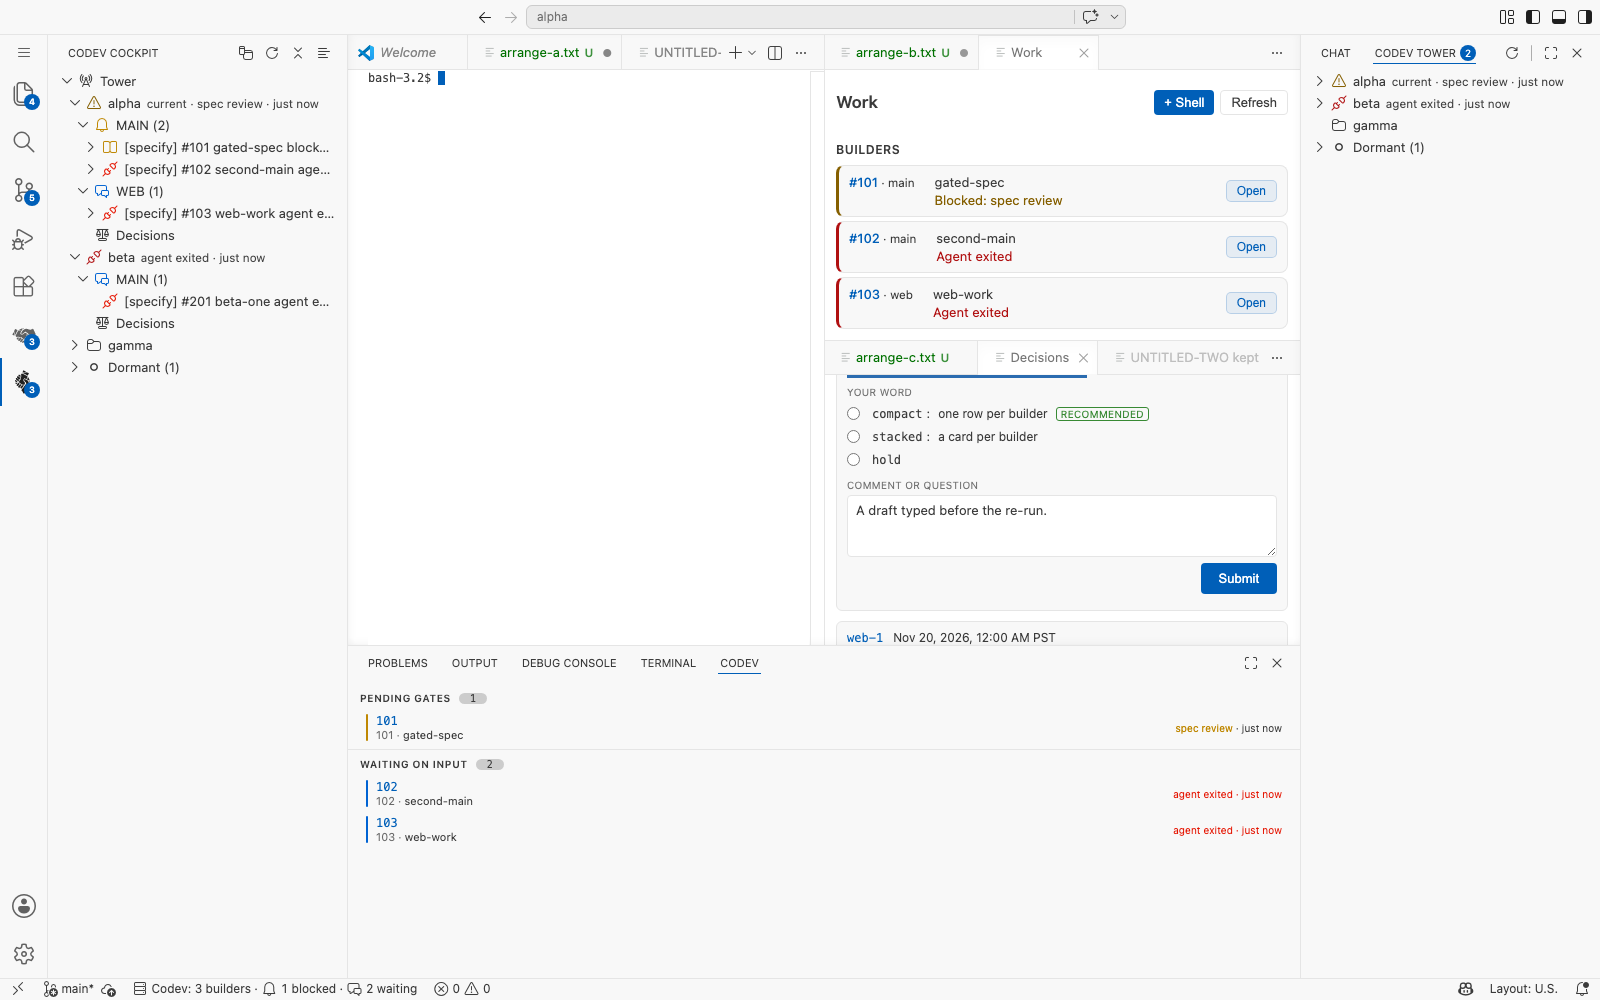 alpha
CODEV COCKPIT
Tower
alpha current · spec review · just now
MAIN (2)
[specify] #101 gated-spec block...
[specify] #102 second-main age...
WEB (1)
[specify] #103 web-work agent e...
Decisions
beta agent exited · just now
MAIN (1)
[specify] #201 beta-one agent e...
Decisions
gamma
Dormant (1)
4
5
3
3
Welcome
arrange-a.txt U
UNTITLED-
bash-3.2$
arrange-b.txt U
Work
Work
+ Shell
Refresh
BUILDERS
#101 · main gated-spec
Blocked: spec review
Open
#102 · main second-main
Agent exited
Open
#103 · web web-work
Agent exited
Open
arrange-c.txt U
Decisions
UNTITLED-TWO kept
YOUR WORD
compact : one row per builder RECOMMENDED
stacked : a card per builder
hold
COMMENT OR QUESTION
A draft typed before the re-run.
Submit
web-1 Nov 20, 2026, 12:00 AM PST
CHAT
CODEV TOWER 2
alpha current · spec review · just now
beta agent exited · just now
gamma
Dormant (1)
PROBLEMS
OUTPUT
DEBUG CONSOLE
TERMINAL
CODEV
PENDING GATES 1
101
101 · gated-spec
spec review · just now
WAITING ON INPUT 2
102
102 · second-main
agent exited · just now
103
103 · web-work
agent exited · just now
main*
Codev: 3 builders · 1 blocked · 2 waiting
0 0
Layout: U.S.